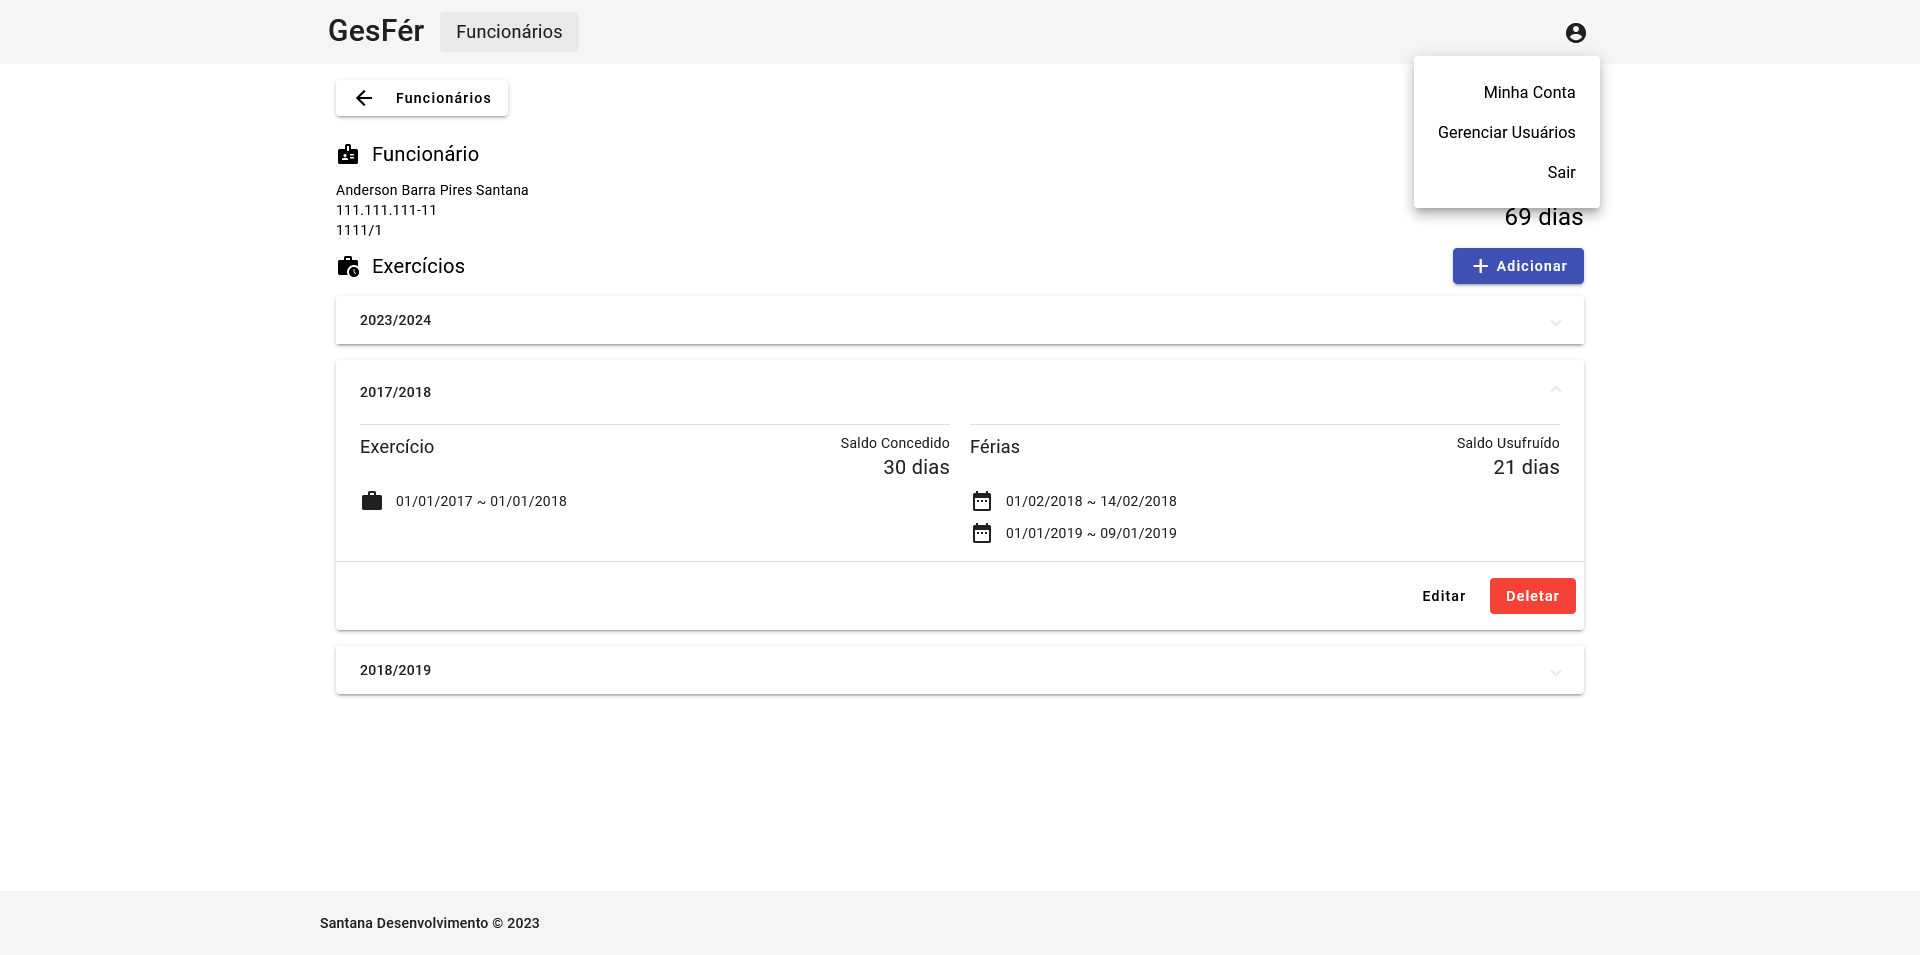 GesFér
Funcionários
Minha Conta
Gerenciar Usuários
Sair
Funcionários
Funcionário
Anderson Barra Pires Santana
111.111.111-11
1111/1
69 dias
Exercícios
Adicionar
2023/2024
2017/2018
Exercício
Saldo Concedido
30 dias
01/01/2017 ~ 01/01/2018
Férias
Saldo Usufruído
21 dias
01/02/2018 ~ 14/02/2018
01/01/2019 ~ 09/01/2019
Editar
Deletar
2018/2019
Santana Desenvolvimento © 2023